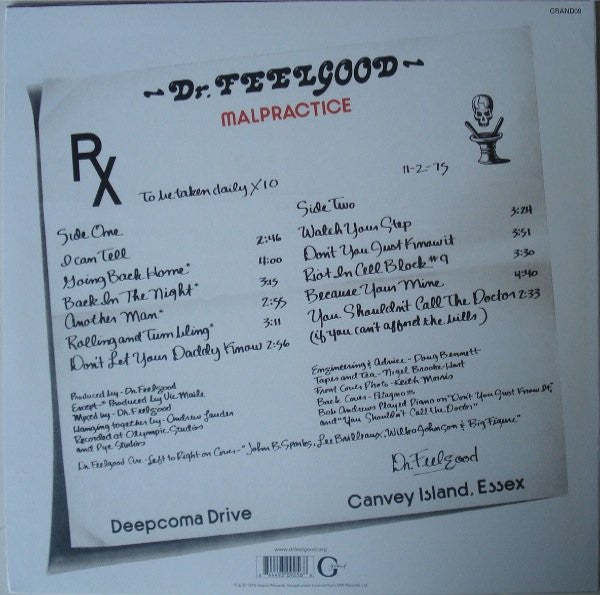 GRAND09
~Dr. FEELGOOD~
MALPRACTICE
RX
To be taken daily X10
11-2-75
Side One
I can Tell 2:46
Going Back Home* 4:00
Back In The Night* 3:15
Another Man* 2:55
Rolling and Tumbling* 3:11
Don't Let Your Daddy Know 2:56
Side Two
Watch Your Step 3:24
Don't You Just Know it 3:51
Riot In Cell Block #9 3:30
Because Your Mine 4:40
You Shouldn't Call The Doctor 2:33
(if you can't afford the bills)
Produced by - Dr. Feelgood
Except * Produced by Vic Maile
Mixed by - Dr. Feelgood
Hanging together by - Andrew Lauder
Recorded at Olympic Studios
and Pye Studios
Engineering & Advice - Doug Bennett
Tapes and Tea - Nigel Brooke-Hart
Front Cover Photo - Keith Morris
Back Cover -
Bob Andrews Played Piano on "Don't You Just Know It"
and "You Shouldn't Call the Doctor"
Dr. Feelgood are - Left to Right on Cover - John B. Sparks, Lee Brilleaux, Wilko Johnson & Big Figure
Dr. Feelgood
Deepcoma Drive
Canvey Island, Essex
www.drfeelgood.org
G